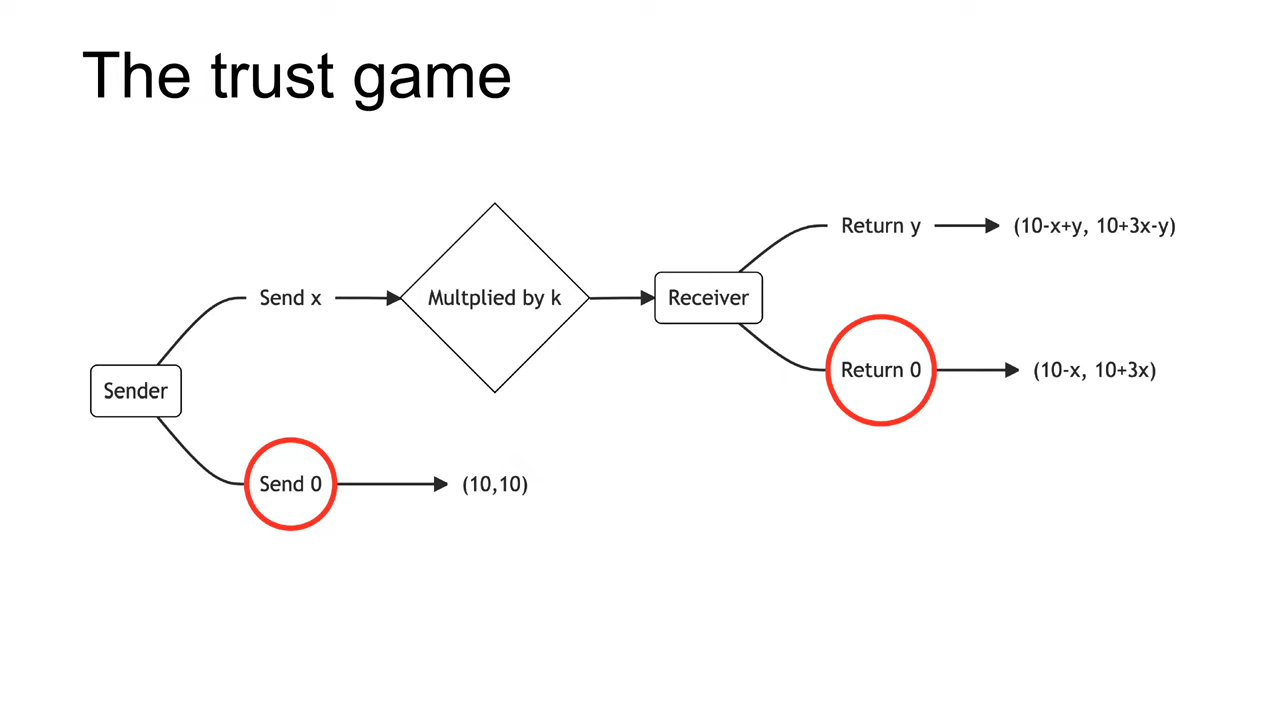 The trust game
Sender
Send x
Multplied by k
Receiver
Return y
(10-x+y, 10+3x-y)
Return 0
(10-x, 10+3x)
Send 0
(10,10)